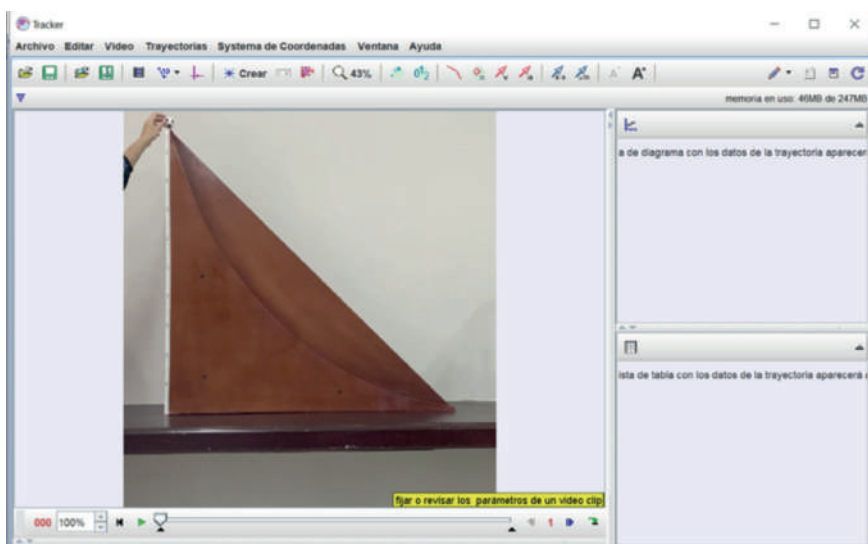 Tracker
Archivo Editar Video Trayectorias Systema de Coordenadas Ventana Ayuda
Crear 43%
memoria en uso: 46MB de 247MB
a de diagrama con los datos de la trayectoria aparecer
ista de tabla con los datos de la trayectoria aparecerá
fijar o revisar los parámetros de un video clip
000 100% 1